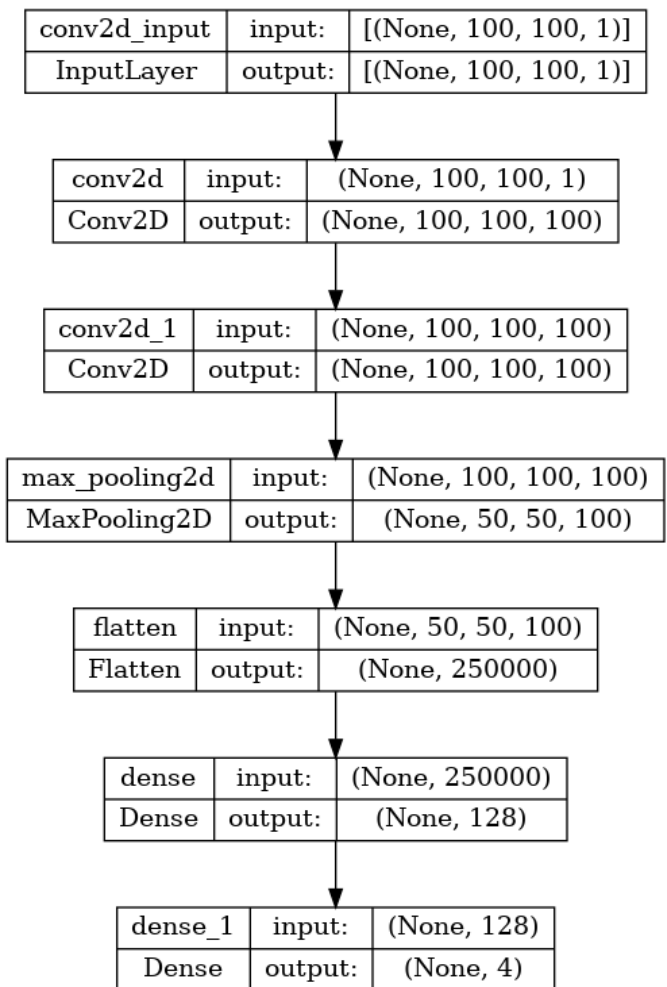 conv2d_input input: [(None, 100, 100, 1)]
InputLayer output: [(None, 100, 100, 1)]
conv2d input: (None, 100, 100, 1)
Conv2D output: (None, 100, 100, 100)
conv2d_1 input: (None, 100, 100, 100)
Conv2D output: (None, 100, 100, 100)
max_pooling2d input: (None, 100, 100, 100)
MaxPooling2D output: (None, 50, 50, 100)
flatten input: (None, 50, 50, 100)
Flatten output: (None, 250000)
dense input: (None, 250000)
Dense output: (None, 128)
dense_1 input: (None, 128)
Dense output: (None, 4)